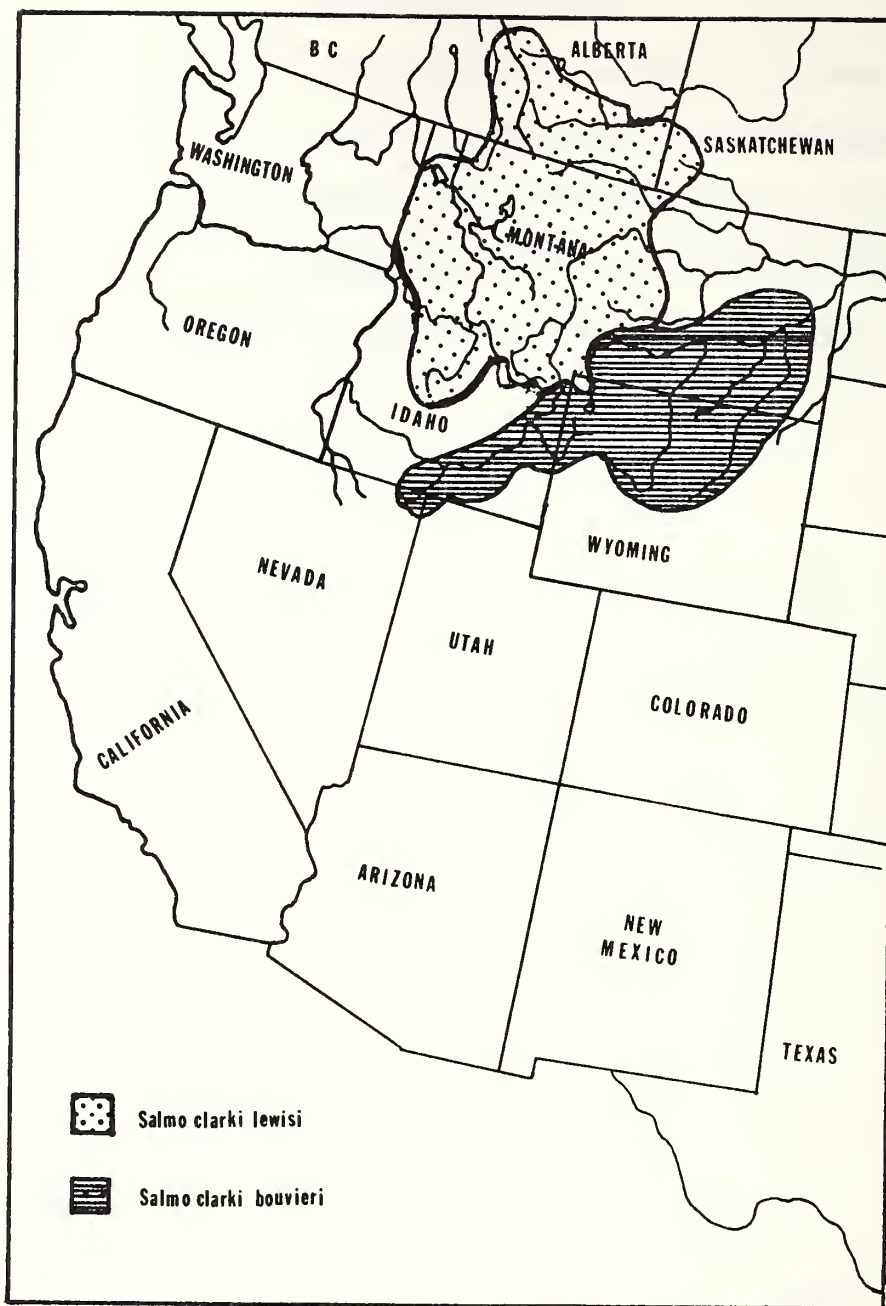 B C
ALBERTA
SASKATCHEWAN
WASHINGTON
MONTANA
OREGON
IDAHO
WYOMING
NEVADA
UTAH
COLORADO
CALIFORNIA
ARIZONA
NEW
MEXICO
TEXAS
Salmo clarki lewisi
Salmo clarki bouvieri